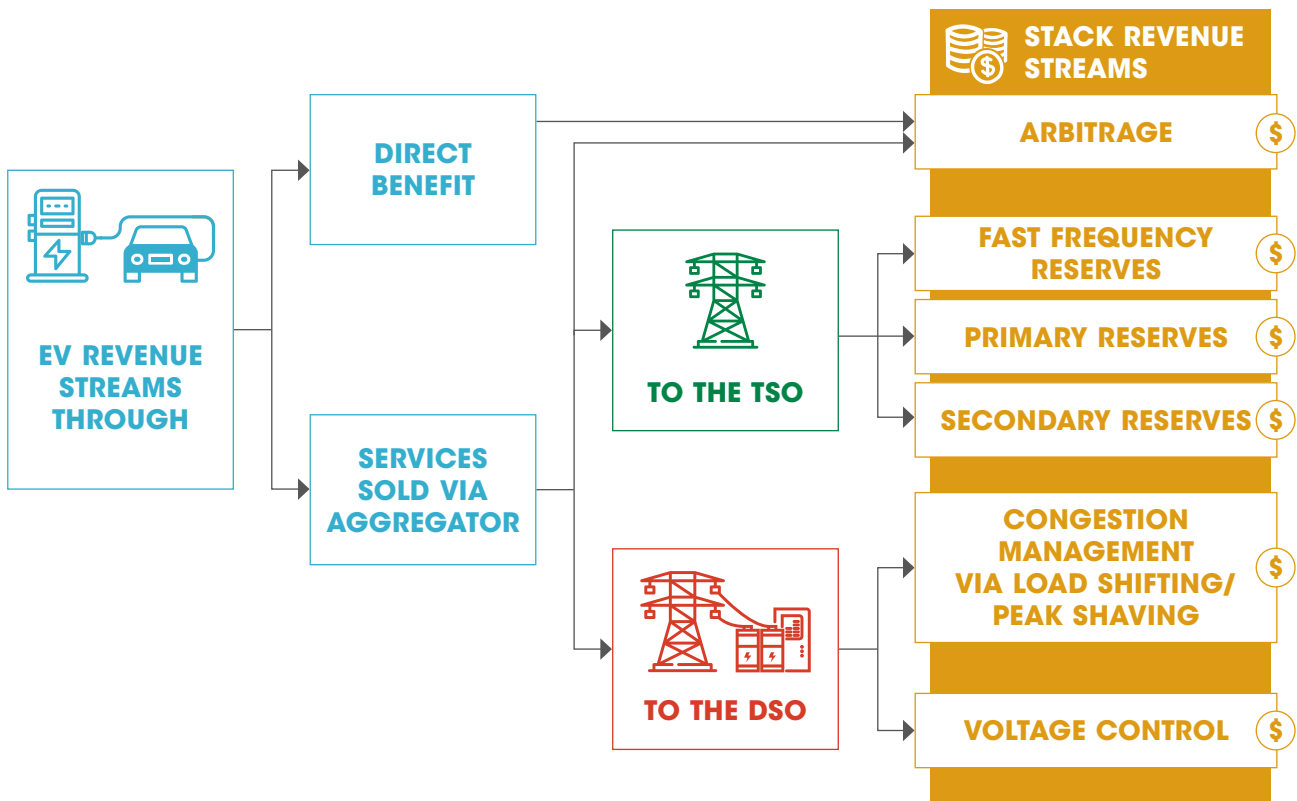 STACK REVENUE
STREAMS
$
ARBITRAGE
$
DIRECT
BENEFIT
EV REVENUE
STREAMS
THROUGH
SERVICES
SOLD VIA
AGGREGATOR
TO THE TSO
FAST FREQUENCY
RESERVES
$
PRIMARY RESERVES
$
SECONDARY RESERVES
$
TO THE DSO
CONGESTION
MANAGEMENT
VIA LOAD SHIFTING/
PEAK SHAVING
$
VOLTAGE CONTROL
$